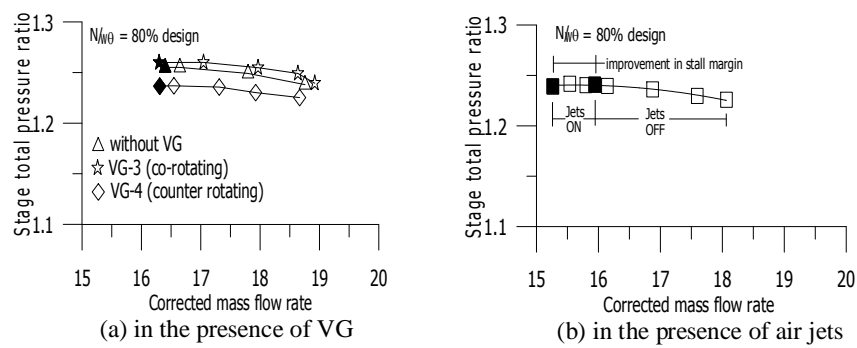 1.3
N/√θ = 80% design
Stage total pressure ratio
1.2
without VG
VG-3 (co-rotating)
VG-4 (counter rotating)
1.1
15 16 17 18 19 20
Corrected mass flow rate
(a) in the presence of VG
1.3
N/√θ = 80% design
improvement in stall margin
Stage total pressure ratio
1.2
Jets
ON
Jets
OFF
1.1
15 16 17 18 19 20
Corrected mass flow rate
(b) in the presence of air jets